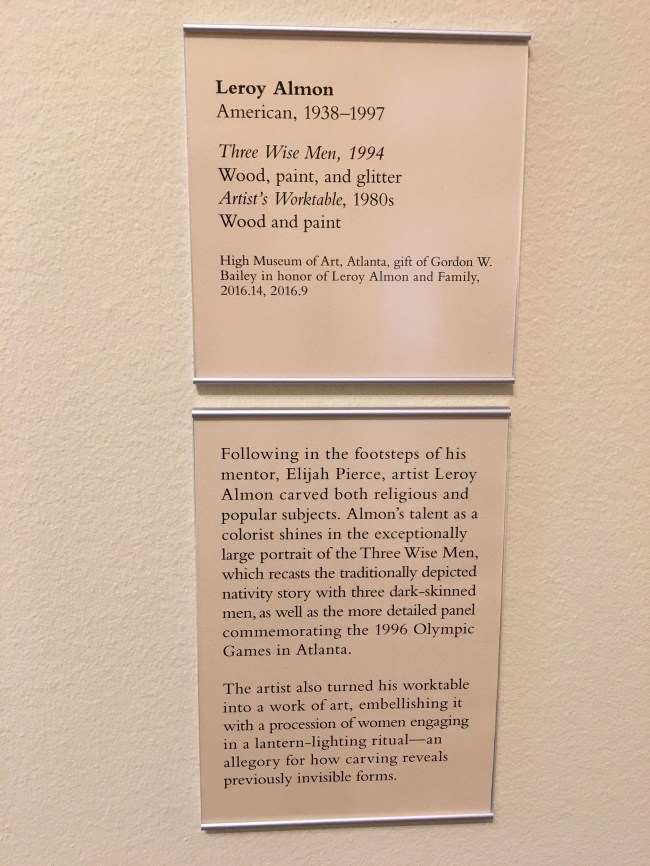 Leroy Almon
American, 1938–1997
Three Wise Men, 1994
Wood, paint, and glitter
Artist's Worktable, 1980s
Wood and paint
High Museum of Art, Atlanta, gift of Gordon W.
Bailey in honor of Leroy Almon and Family,
2016.14, 2016.9
Following in the footsteps of his
mentor, Elijah Pierce, artist Leroy
Almon carved both religious and
popular subjects. Almon's talent as a
colorist shines in the exceptionally
large portrait of the Three Wise Men,
which recasts the traditionally depicted
nativity story with three dark-skinned
men, as well as the more detailed panel
commemorating the 1996 Olympic
Games in Atlanta.
The artist also turned his worktable
into a work of art, embellishing it
with a procession of women engaging
in a lantern-lighting ritual—an
allegory for how carving reveals
previously invisible forms.